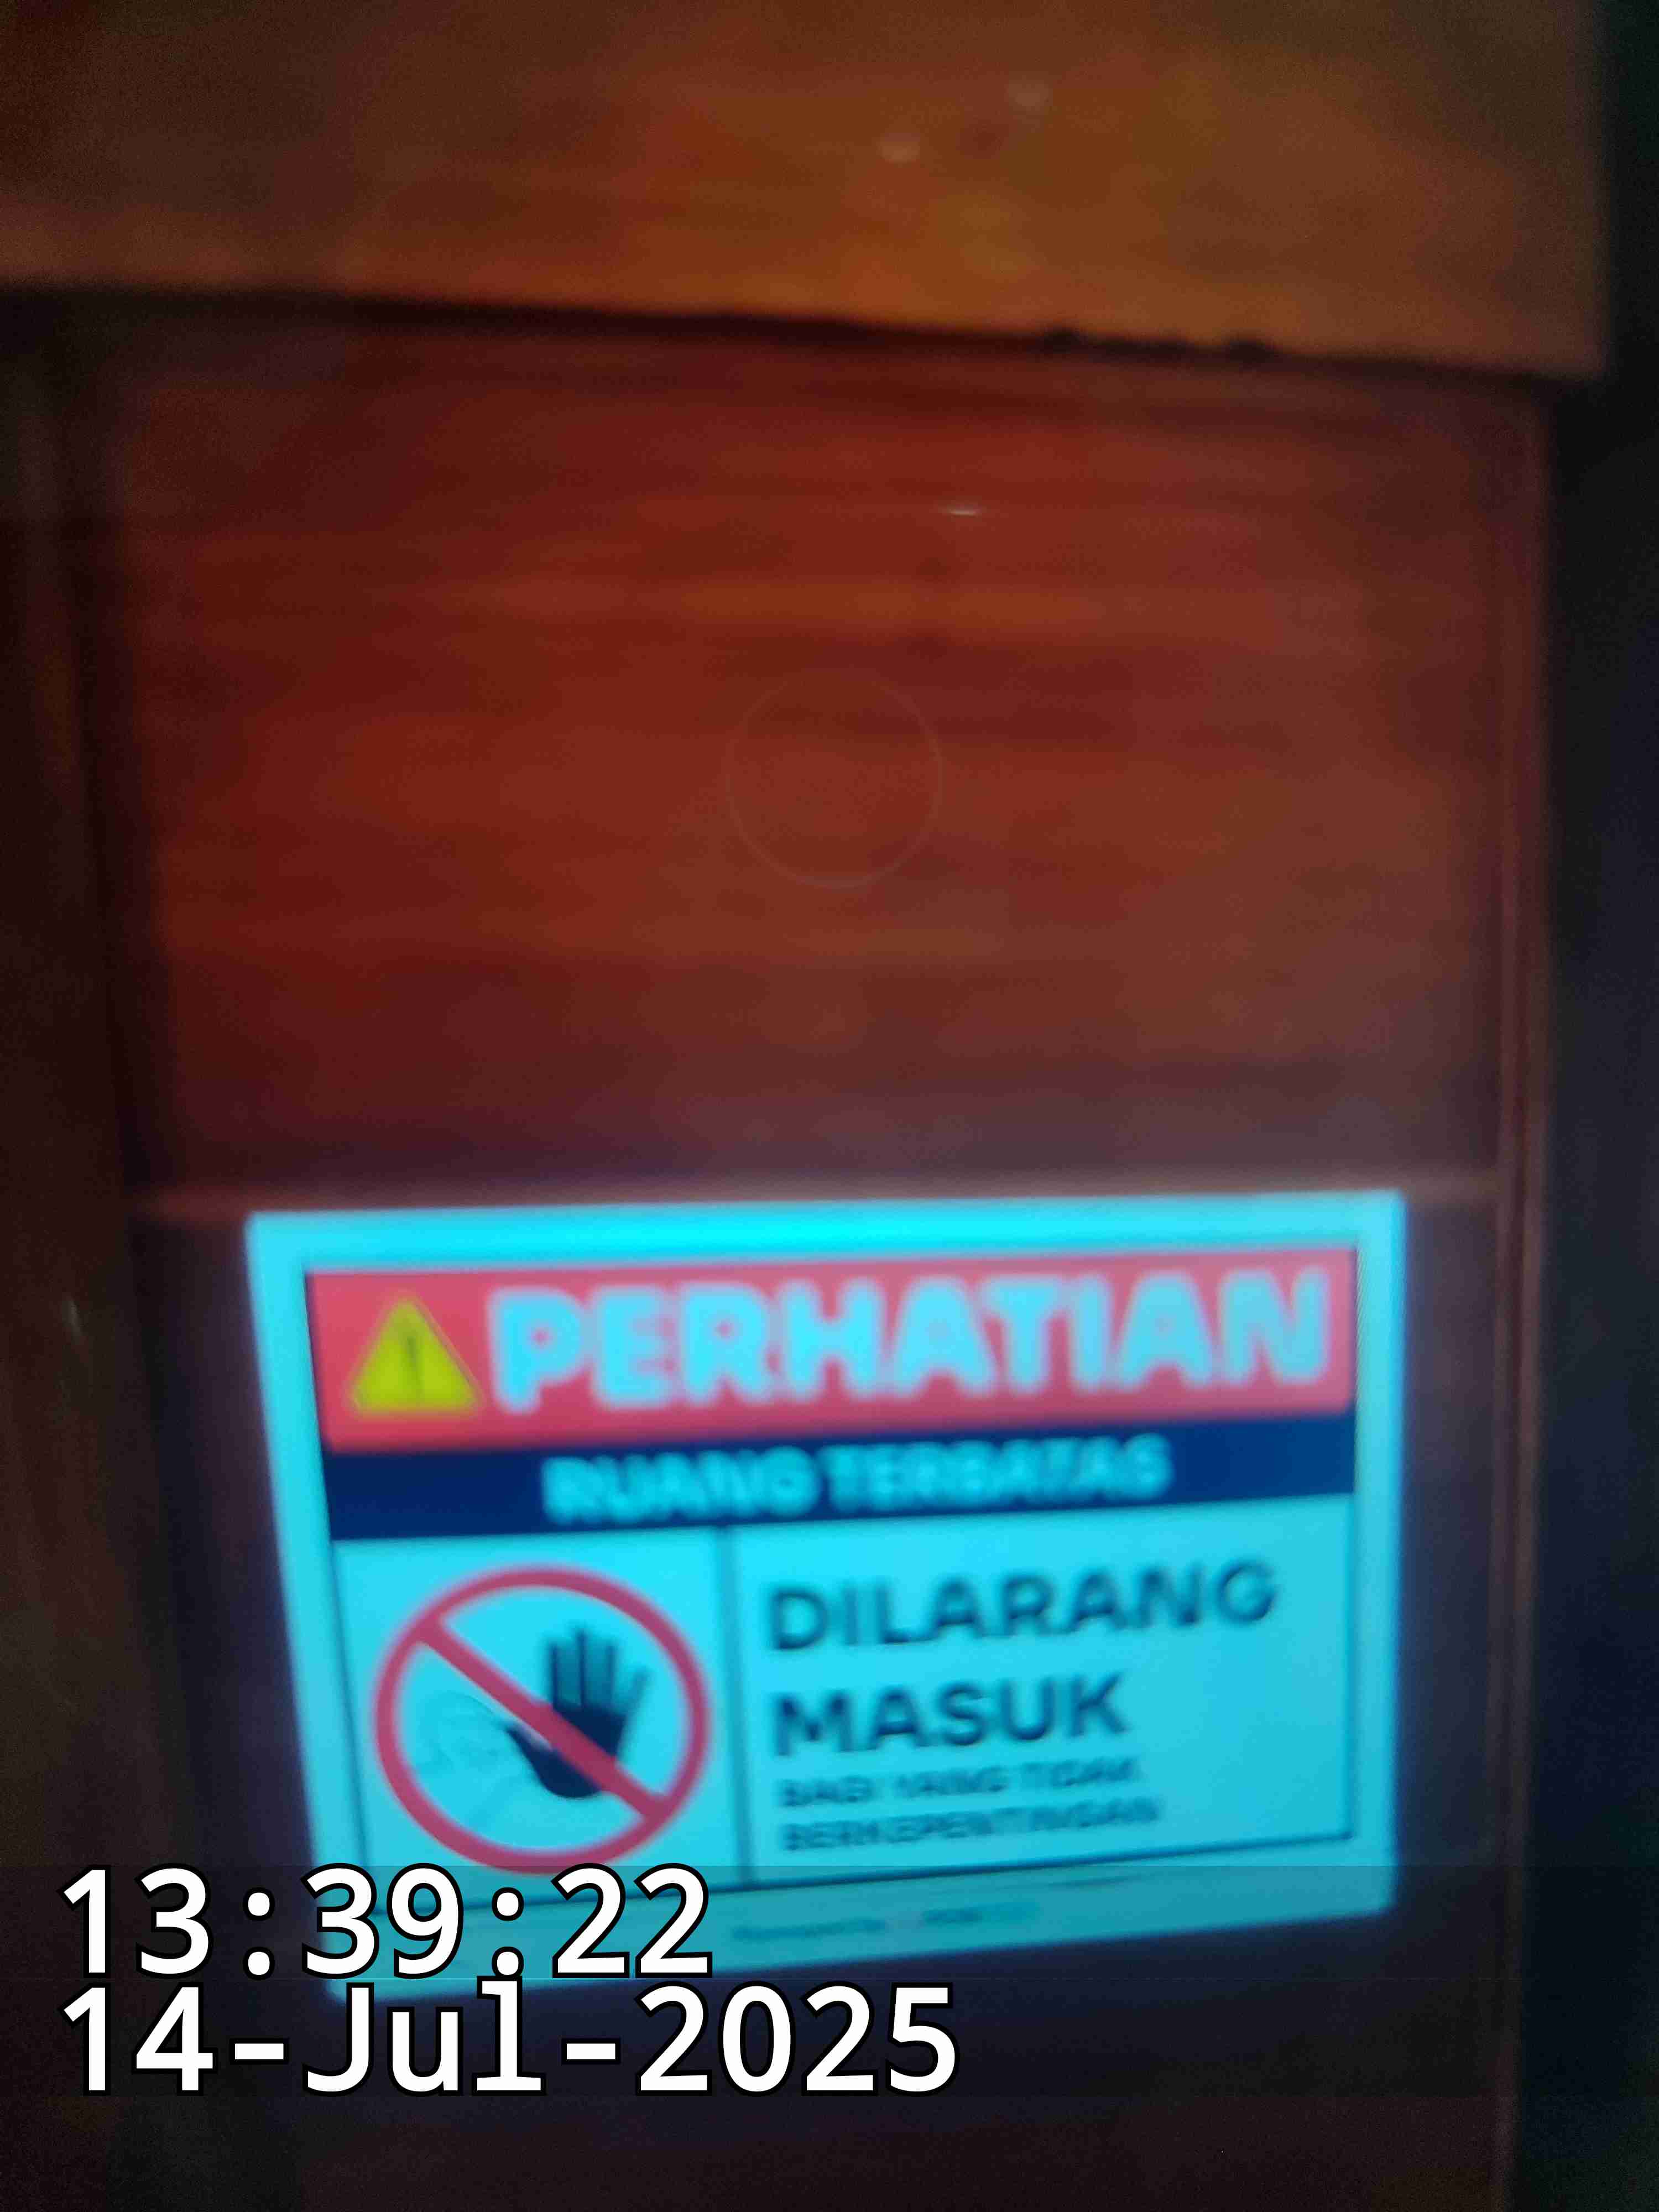 PERHATIAN
RUANG TERBATAS
DILARANG
MASUK
BAGI YANG TIDAK
BERKEPENTINGAN
13:39:22
14-Jul-2025